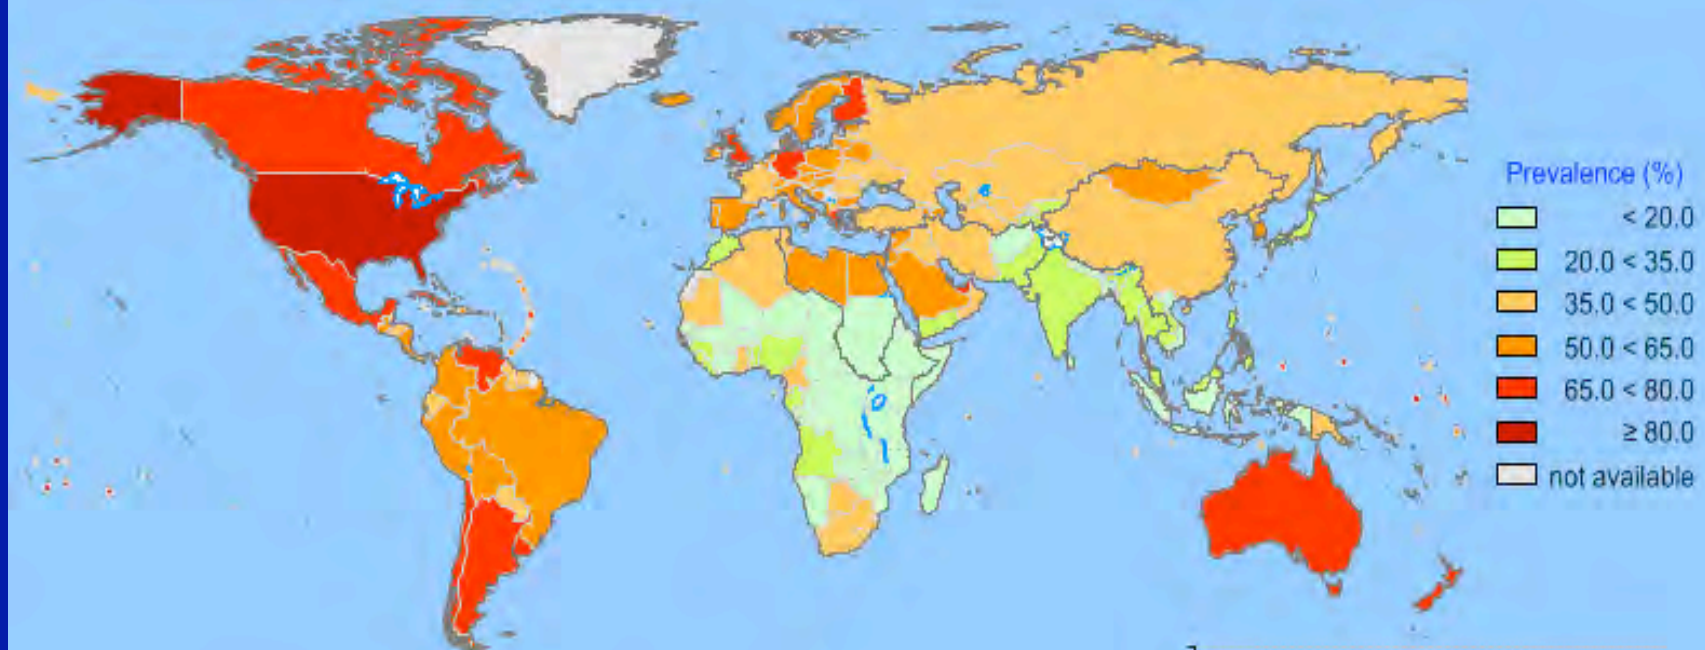 Prevalence (%)
< 20.0
20.0 < 35.0
35.0 < 50.0
50.0 < 65.0
65.0 < 80.0
≥ 80.0
not available